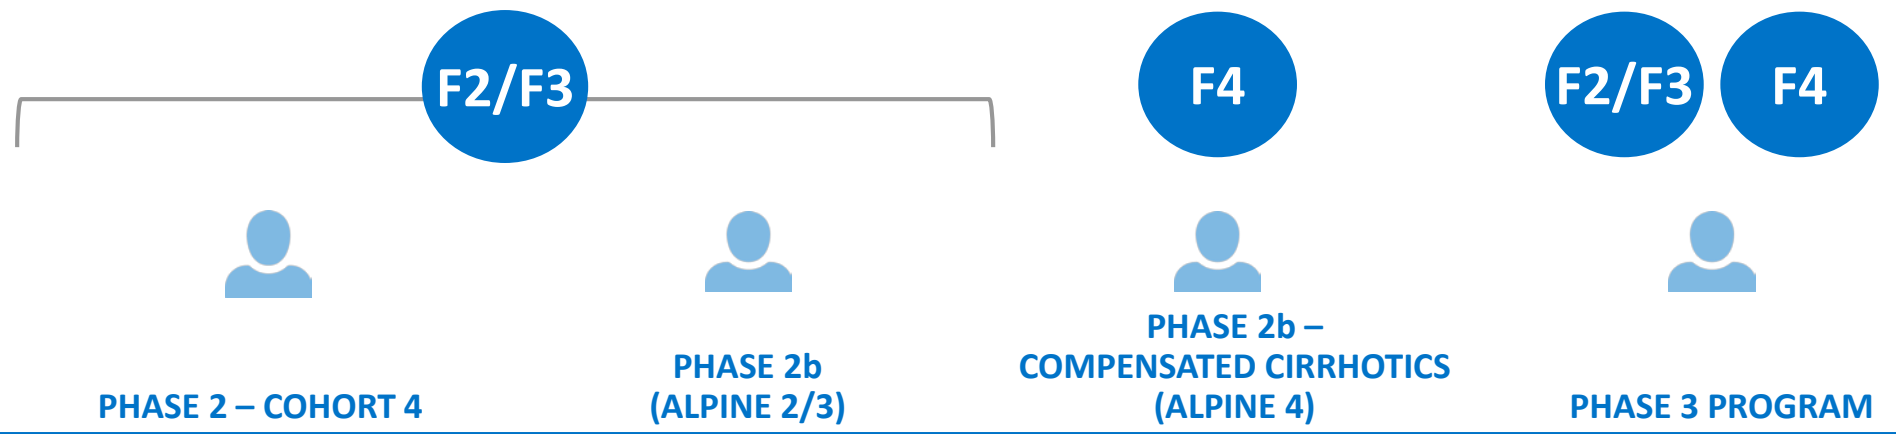 F2/F3
F4
F2/F3
F4
PHASE 2 – COHORT 4
PHASE 2b
(ALPINE 2/3)
PHASE 2b –
COMPENSATED CIRRHOTICS
(ALPINE 4)
PHASE 3 PROGRAM